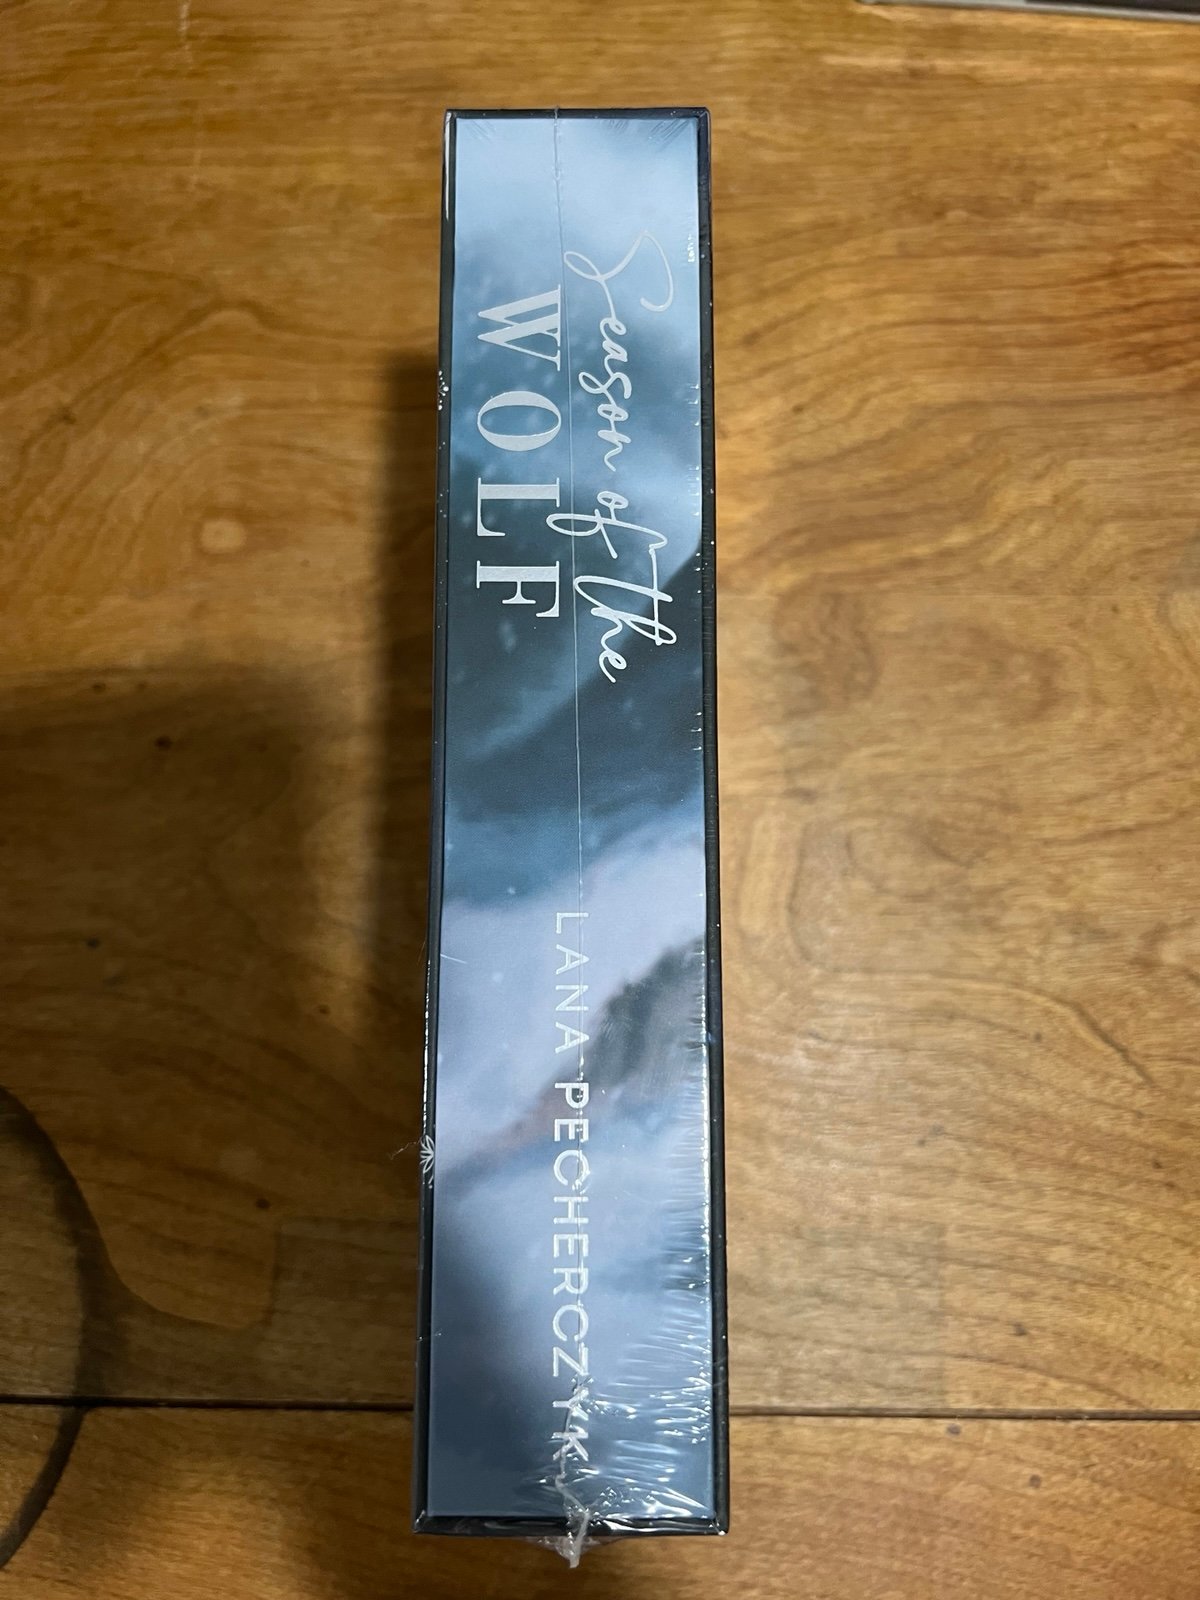 Season of the
WOLF
LANA PECHERCZYK